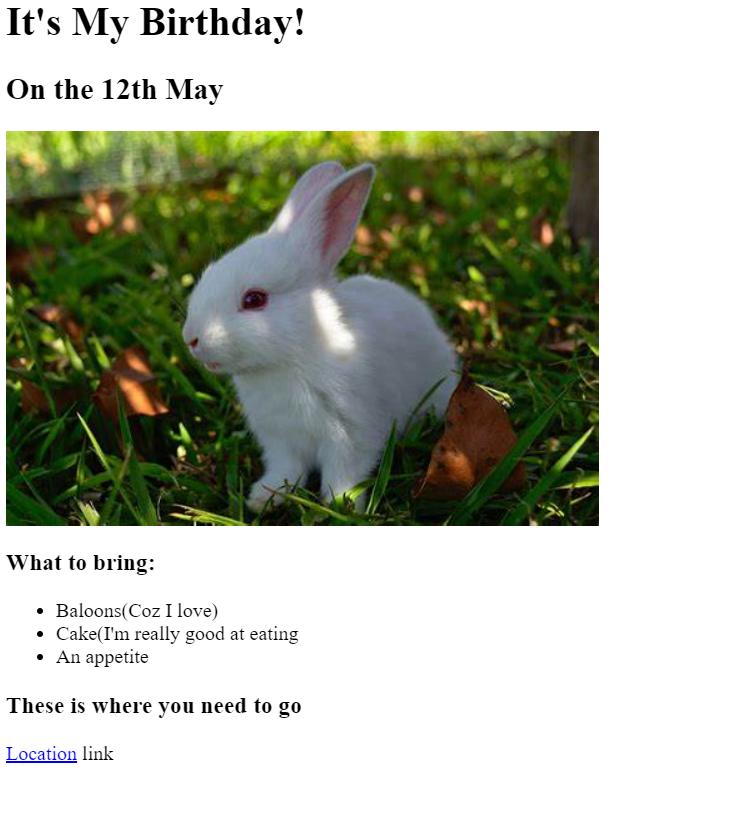 It's My Birthday!
On the 12th May
What to bring:
Baloons(Coz I love)
Cake(I'm really good at eating
An appetite
These is where you need to go
Location link